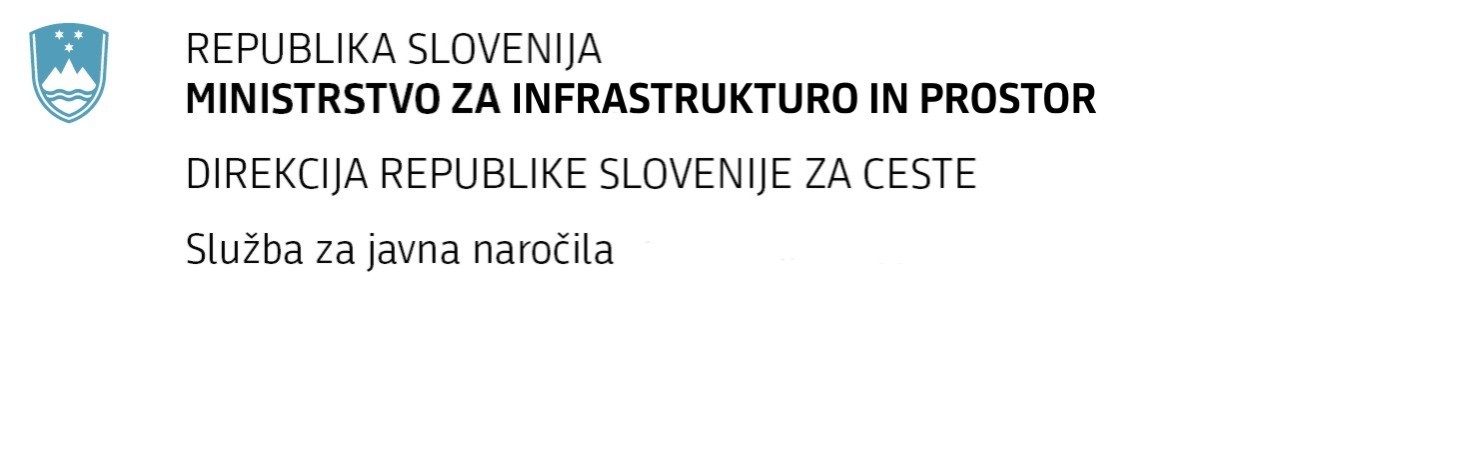 REPUBLIKA SLOVENIJA
MINISTRSTVO ZA INFRASTRUKTURO IN PROSTOR
DIREKCIJA REPUBLIKE SLOVENIJE ZA CESTE
Služba za javna naročila